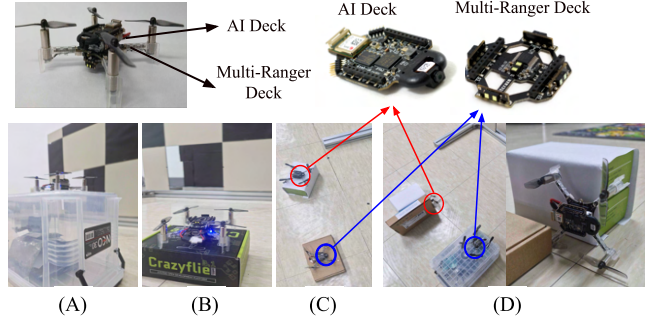 AI Deck
Multi-Ranger Deck
AI Deck
Multi-Ranger
Deck
Crazyflie
(A)
(B)
(C)
(D)